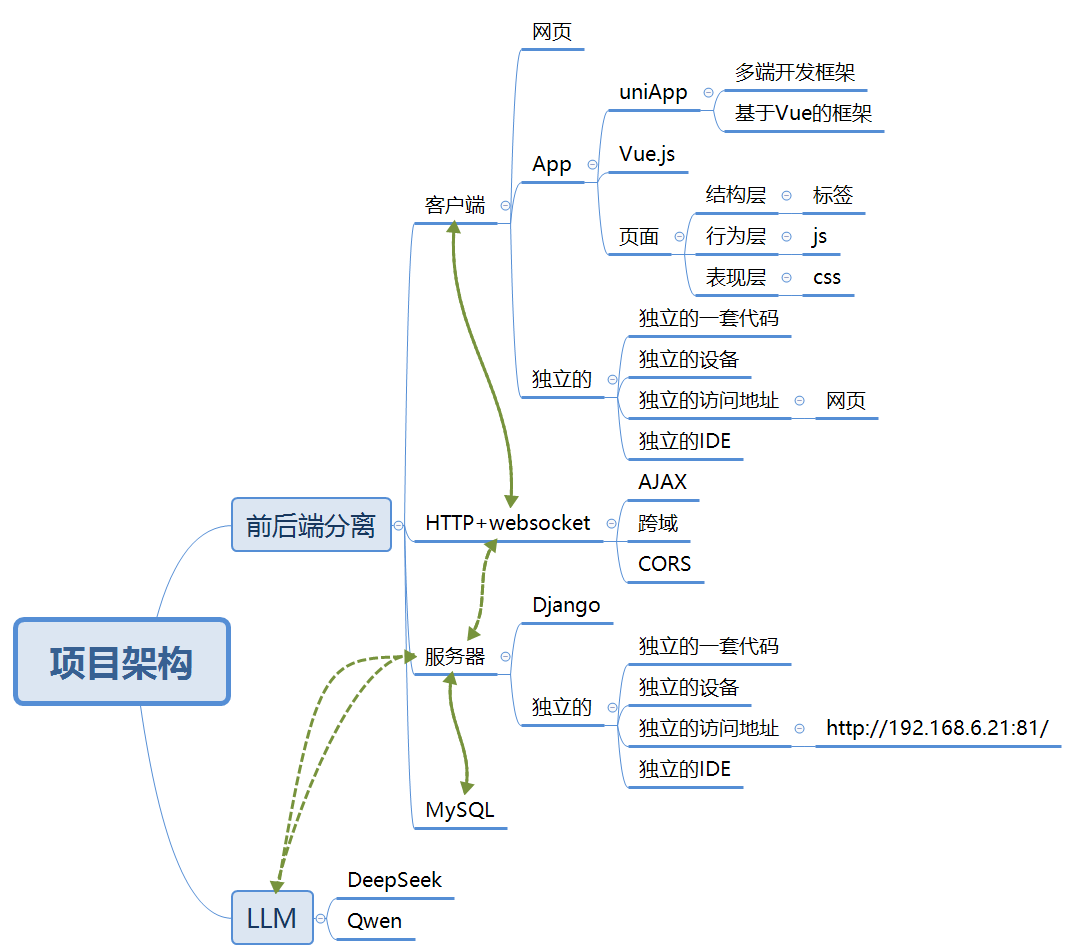 网页
多端开发框架
uniApp
基于Vue的框架
Vue.js
App
结构层
标签
客户端
页面
行为层
js
表现层
css
独立的一套代码
独立的设备
独立的
独立的访问地址
网页
独立的IDE
AJAX
前后端分离
HTTP+websocket
跨域
CORS
Django
项目架构
服务器
独立的一套代码
独立的设备
独立的
独立的访问地址
http://192.168.6.21:81/
独立的IDE
MySQL
DeepSeek
LLM
Qwen